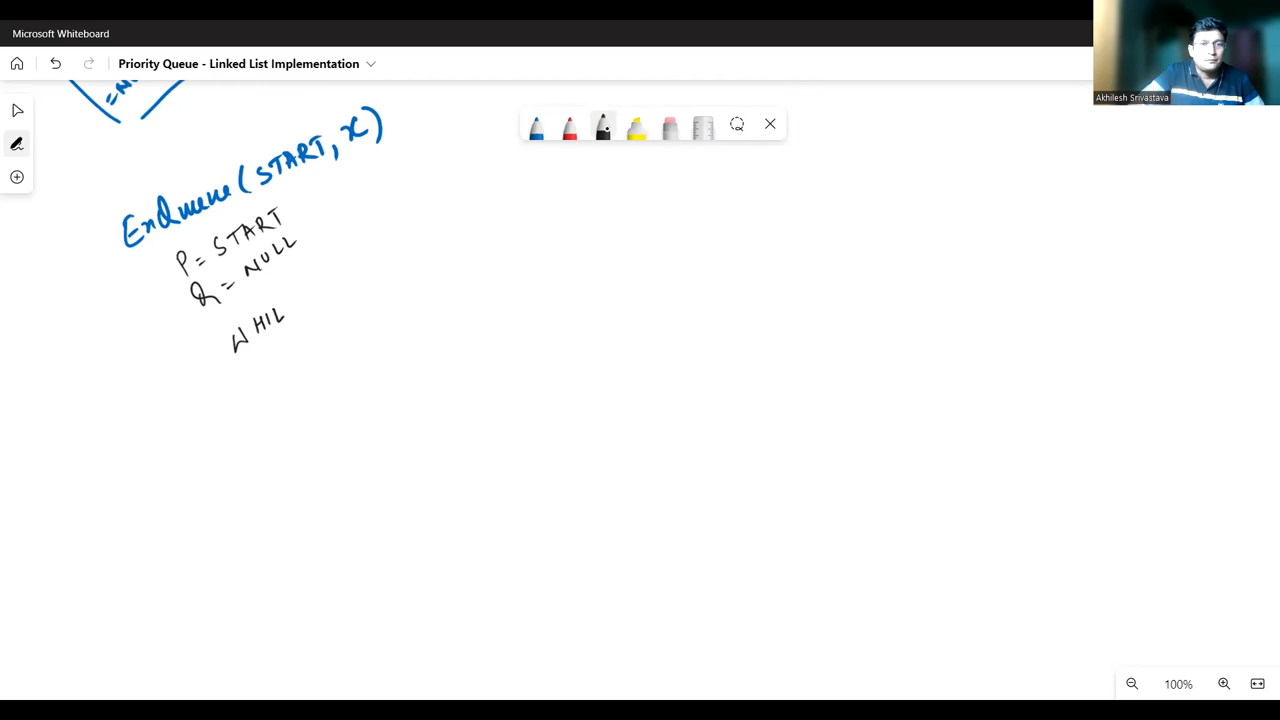 Microsoft Whiteboard
Priority Queue - Linked List Implementation
Akhilesh Srivastava
EnQueue(START, x)
P = START
Q = NULL
WHIL
100%